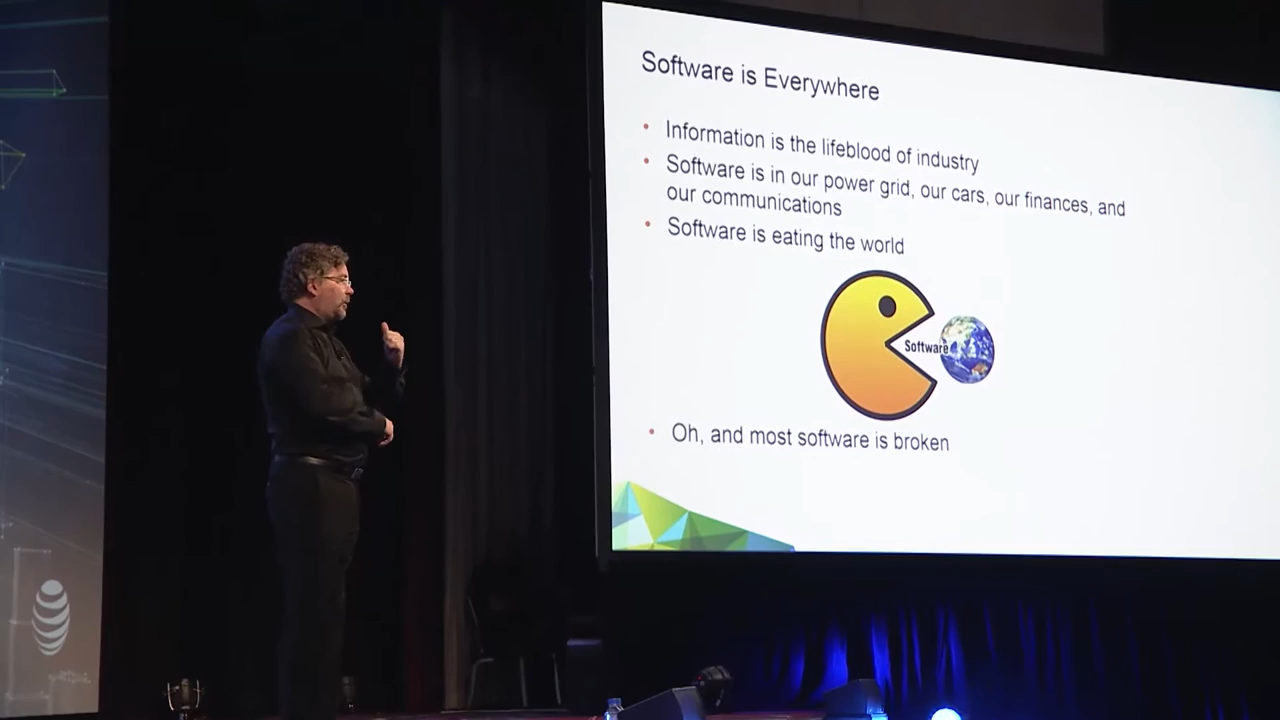 Software is Everywhere
• Information is the lifeblood of industry
• Software is in our power grid, our cars, our finances, and
our communications
• Software is eating the world
Software
• Oh, and most software is broken